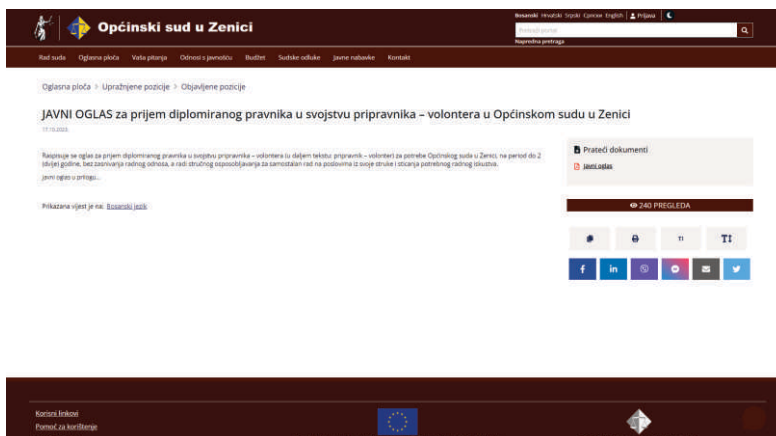 Općinski sud u Zenici
Bosanski Hrvatski Srpski Српски English Prijava
Pretraži portal
Napredna pretraga
Rad suda Oglasna ploča Vaša pitanja Odnosi s javnošću Budžet Sudske odluke Javne nabavke Kontakt
Oglasna ploča > Upražnjene pozicije > Objavljene pozicije
JAVNI OGLAS za prijem diplomiranog pravnika u svojstvu pripravnika – volontera u Općinskom sudu u Zenici
Raspisuje se oglas za prijem diplomiranog pravnika u svojstvu pripravnika – volontera (u daljem tekstu: pripravnik – volonter) za potrebe Općinskog suda u Zenici, na period do 2
(dvije) godine, bez zasnivanja radnog odnosa, a radi stručnog osposobljavanja za samostalan rad na poslovima iz svoje struke i sticanja potrebnog radnog iskustva.
Javni oglas u prilogu...
Prikazana vijest je na: Bosanski jezik
Prateći dokumenti
Javni oglas
240 PREGLEDA
Korisni linkovi
Pomoć za korištenje